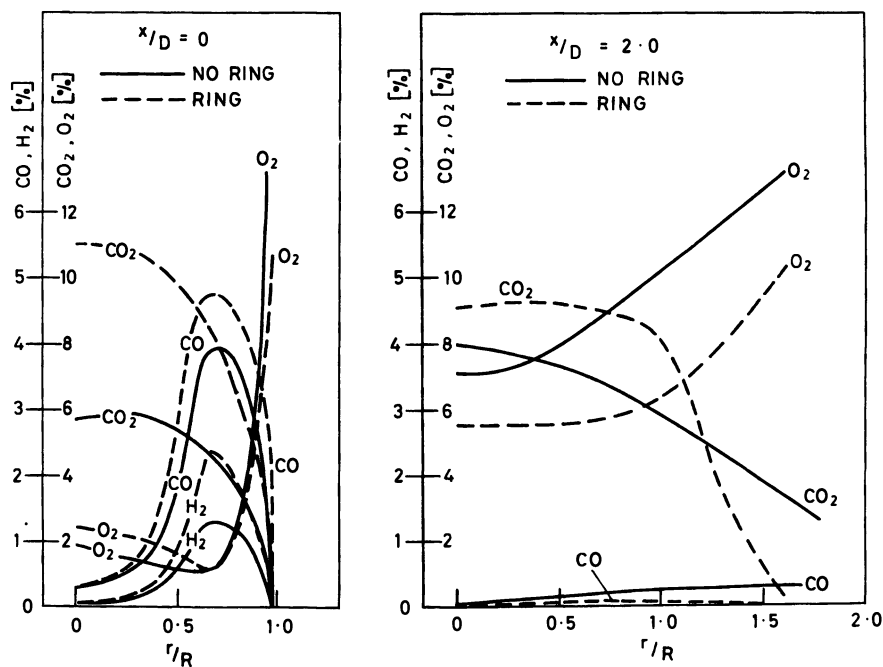 x/D = 0
NO RING
RING
CO, H2 [%]
CO2, O2 [%]
6
12
5
10
4
8
3
6
2
4
1
2
0
O2
O2
CO2
CO
CO2
CO
CO
H2
H2
O2
O2
0
0·5
1·0
r/R
x/D = 2·0
NO RING
RING
CO, H2 [%]
CO2, O2 [%]
6
12
5
10
4
8
3
6
2
4
1
2
0
O2
O2
CO2
CO2
CO
CO
0
0·5
1·0
1·5
2·0
r/R